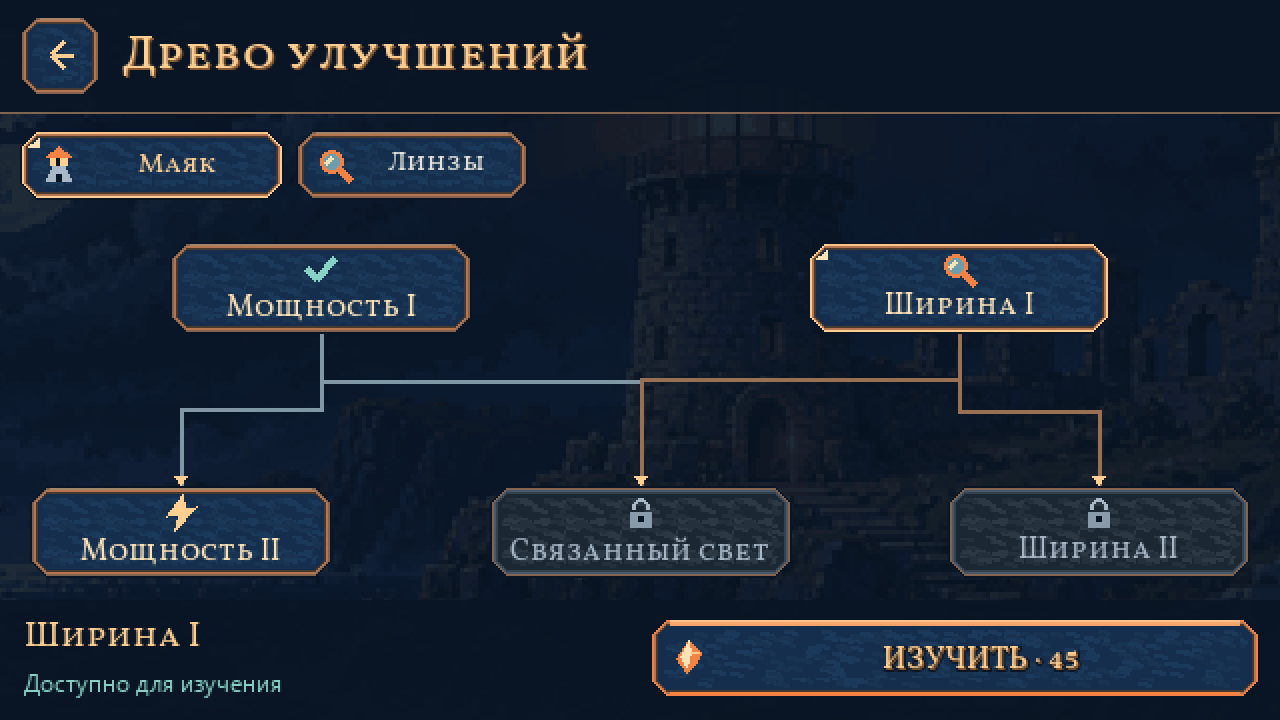 Древо улучшений
Маяк
Линзы
Мощность I
Ширина I
Мощность II
Связанный свет
Ширина II
Ширина I
Доступно для изучения
ИЗУЧИТЬ · 45